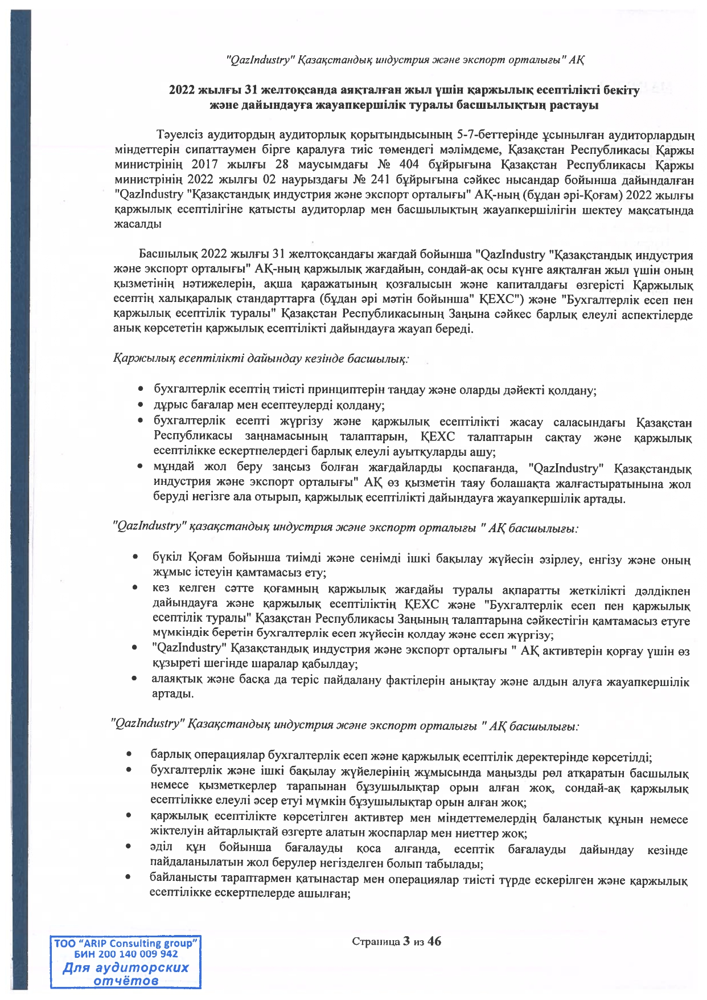 "QazIndustry" Қазақстандық индустрия және экспорт орталығы" АҚ
2022 жылғы 31 желтоқсанда аяқталған жыл үшін қаржылық есептілікті бекіту
және дайындауға жауапкершілік туралы басшылықтың растауы
Тәуелсіз аудитордың аудиторлық қорытындысының 5-7-беттерінде ұсынылған аудиторлардың
міндеттерін сипаттаумен бірге қаралуға тиіс төмендегі мәлімдеме, Қазақстан Республикасы Қаржы
министрінің 2017 жылғы 28 маусымдағы № 404 бұйрығына Қазақстан Республикасы Қаржы
министрінің 2022 жылғы 02 наурыздағы № 241 бұйрығына сәйкес нысандар бойынша дайындалған
"QazIndustry "Қазақстандық индустрия және экспорт орталығы" АҚ-ның (бұдан әрі-Қоғам) 2022 жылғы
қаржылық есептілігіне қатысты аудиторлар мен басшылықтың жауапкершілігін шектеу мақсатында
жасалды
Басшылық 2022 жылғы 31 желтоқсандағы жағдай бойынша "QazIndustry "Қазақстандық индустрия
және экспорт орталығы" АҚ-ның қаржылық жағдайын, сондай-ақ осы күнге аяқталған жыл үшін оның
қызметінің нәтижелерін, ақша қаражатының қозғалысын және капиталдағы өзгерісті Қаржылық
есептің халықаралық стандарттарға (бұдан әрі мәтін бойынша" ҚЕХС") және "Бухгалтерлік есеп пен
қаржылық есептілік туралы" Қазақстан Республикасының Заңына сәйкес барлық елеулі аспектілерде
анық көрсететін қаржылық есептілікті дайындауға жауап береді.
Қаржылық есептілікті дайындау кезінде басшылық:
• бухгалтерлік есептің тиісті принциптерін таңдау және оларды дәйекті қолдану;
• дұрыс бағалар мен есептеулерді қолдану;
• бухгалтерлік есепті жүргізу және қаржылық есептілікті жасау саласындағы Қазақстан
Республикасы заңнамасының талаптарын, ҚЕХС талаптарын сақтау және қаржылық
есептілікке ескертпелердегі барлық елеулі ауытқуларды ашу;
• мұндай жол беру заңсыз болған жағдайларды қоспағанда, "QazIndustry" Қазақстандық
индустрия және экспорт орталығы" АҚ өз қызметін таяу болашақта жалғастыратынына жол
беруді негізге ала отырып, қаржылық есептілікті дайындауға жауапкершілік артады.
"QazIndustry" қазақстандық индустрия және экспорт орталығы " АҚ басшылығы:
• бүкіл Қоғам бойынша тиімді және сенімді ішкі бақылау жүйесін әзірлеу, енгізу және оның
жұмыс істеуін қамтамасыз ету;
• кез келген сәтте қоғамның қаржылық жағдайы туралы ақпаратты жеткілікті дәлдікпен
дайындауға және қаржылық есептіліктің ҚЕХС және "Бухгалтерлік есеп пен қаржылық
есептілік туралы" Қазақстан Республикасы Заңының талаптарына сәйкестігін қамтамасыз етуге
мүмкіндік беретін бухгалтерлік есеп жүйесін қолдау және есеп жүргізу;
• "QazIndustry" Қазақстандық индустрия және экспорт орталығы " АҚ активтерін қорғау үшін өз
құзыреті шегінде шаралар қабылдау;
• алаяқтық және басқа да теріс пайдалану фактілерін анықтау және алдын алуға жауапкершілік
артады.
"QazIndustry" Қазақстандық индустрия және экспорт орталығы " АҚ басшылығы:
• барлық операциялар бухгалтерлік есеп және қаржылық есептілік деректерінде көрсетілді;
• бухгалтерлік және ішкі бақылау жүйелерінің жұмысында маңызды рөл атқаратын басшылық
немесе қызметкерлер тарапынан бұзушылықтар орын алған жоқ, сондай-ақ қаржылық
есептілікке елеулі әсер етуі мүмкін бұзушылықтар орын алған жоқ;
• қаржылық есептілікте көрсетілген активтер мен міндеттемелердің баланстық құнын немесе
жіктелуін айтарлықтай өзгерте алатын жоспарлар мен ниеттер жоқ;
• әділ құн бойынша бағалауды қоса алғанда, есептік бағалауды дайындау кезінде
пайдаланылатын жол берулер негізделген болып табылады;
• байланысты тараптармен қатынастар мен операциялар тиісті түрде ескерілген және қаржылық
есептілікке ескертпелерде ашылған;
Страница 3 из 46
ТОО “ARIP Consulting group”
БИН 200 140 009 942
Для аудиторских
отчётов